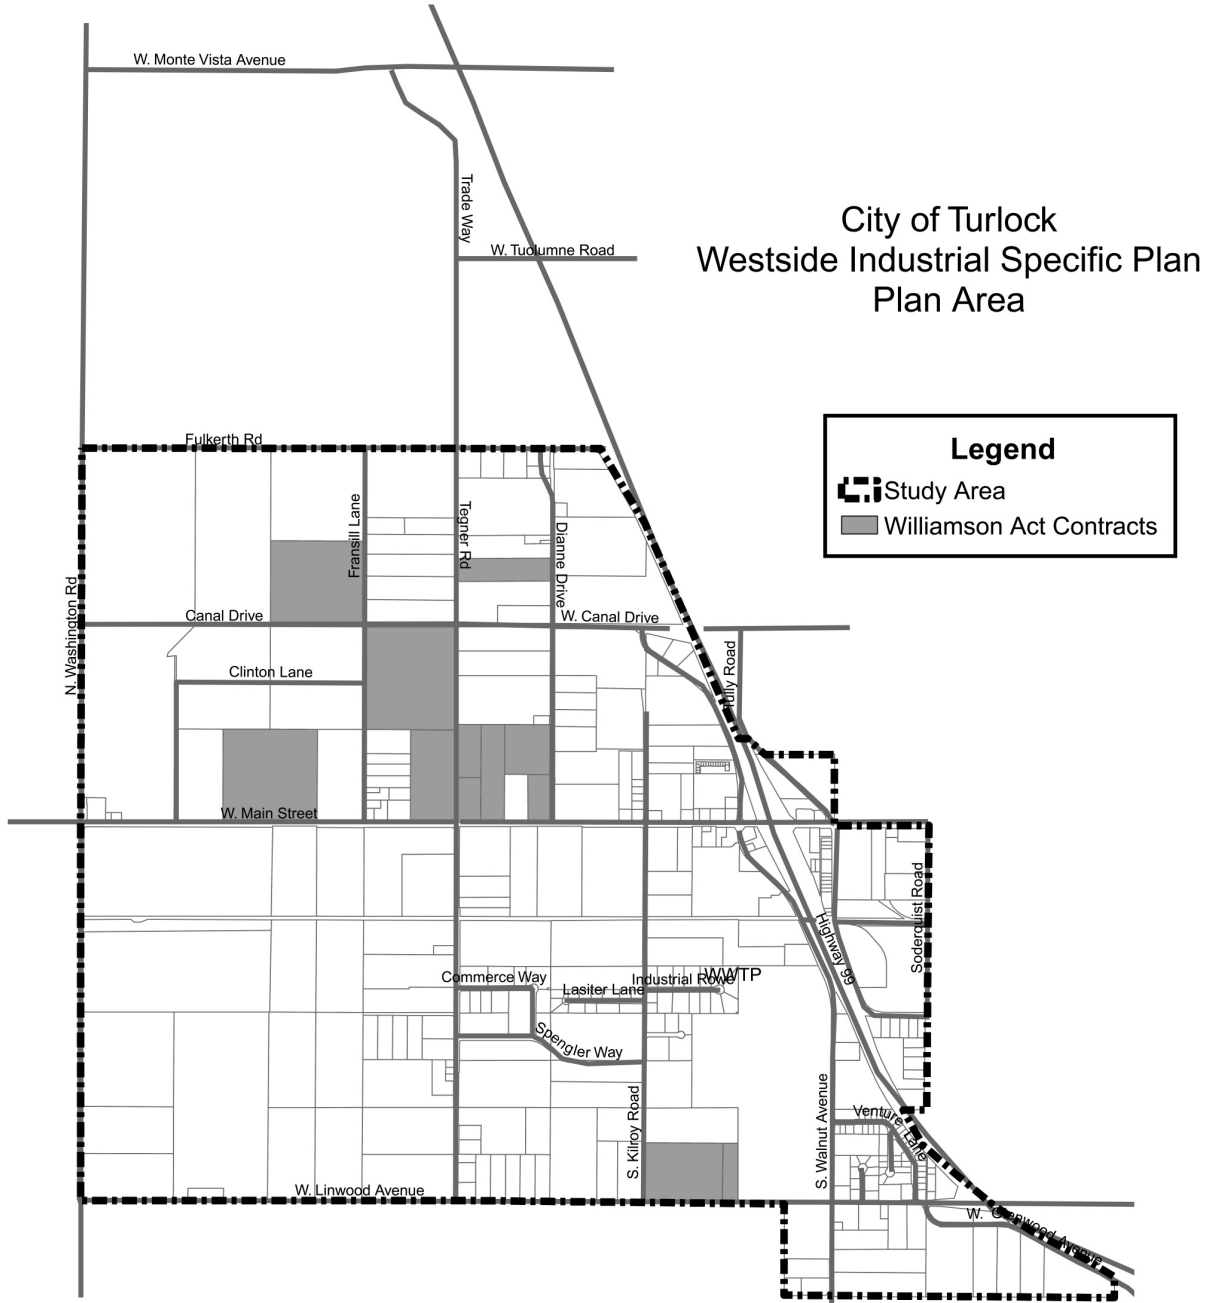 W. Monte Vista Avenue
Trade Way
W. Tuolumne Road
City of Turlock
Westside Industrial Specific Plan
Plan Area
Legend
Study Area
Williamson Act Contracts
Fulkerth Rd
Fransill Lane
Tegner Rd
Dianne Drive
N. Washington Rd
Canal Drive
W. Canal Drive
Tully Road
Clinton Lane
W. Main Street
Soderquist Road
Highway 99
Commerce Way
Lasiter Lane
Industrial Rowe
WWTP
Spengler Way
S. Kilroy Road
S. Walnut Avenue
Venture Lane
W. Linwood Avenue
W. Glenwood Avenue